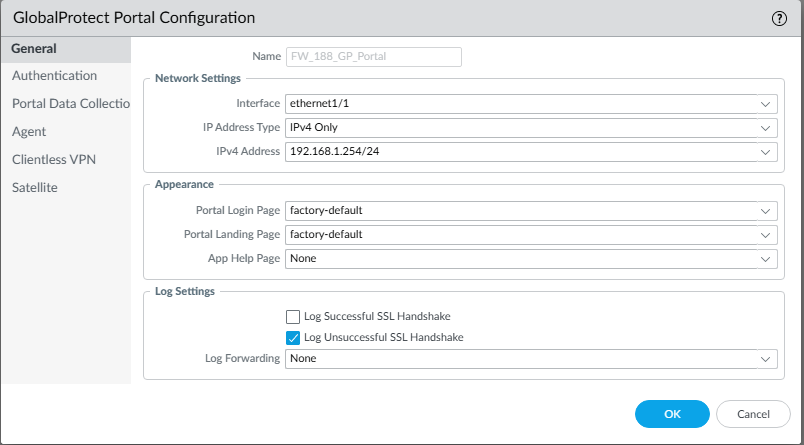 GlobalProtect Portal Configuration
?
General
Authentication
Portal Data Collectio
Agent
Clientless VPN
Satellite
Name FW_188_GP_Portal
Network Settings
Interface ethernet1/1
IP Address Type IPv4 Only
IPv4 Address 192.168.1.254/24
Appearance
Portal Login Page factory-default
Portal Landing Page factory-default
App Help Page None
Log Settings
Log Successful SSL Handshake
Log Unsuccessful SSL Handshake
Log Forwarding None
OK Cancel